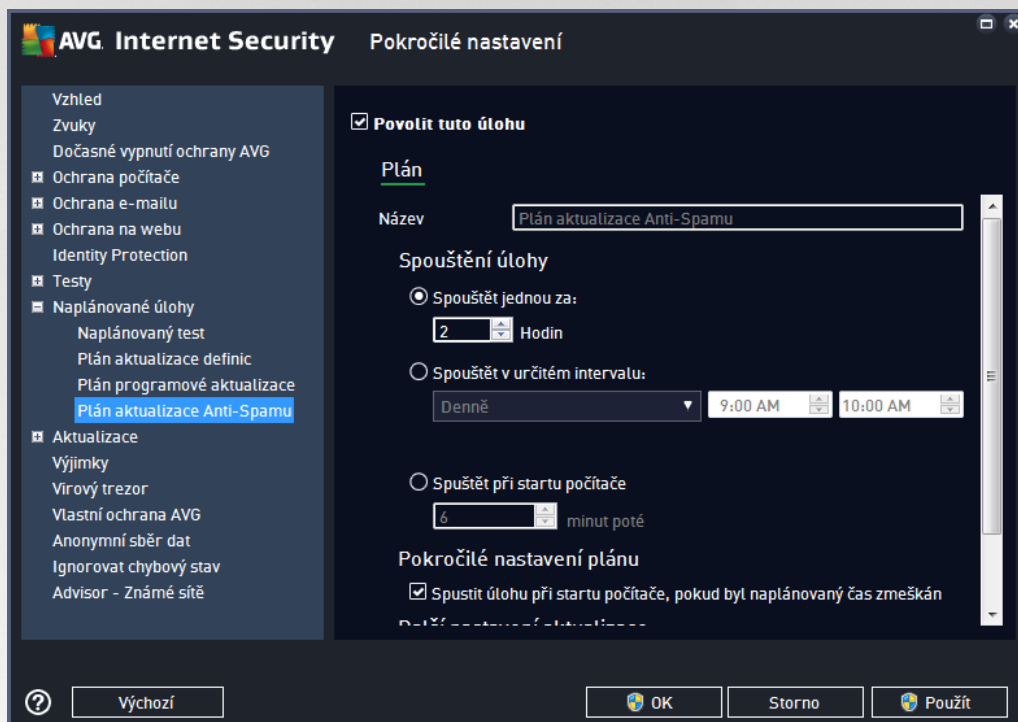 AVG. Internet Security Pokročilé nastavení
Vzhled
Zvuky
Dočasné vypnutí ochrany AVG
Ochrana počítače
Ochrana e-mailu
Ochrana na webu
Identity Protection
Testy
Naplánované úlohy
Naplánovaný test
Plán aktualizace definic
Plán programové aktualizace
Plán aktualizace Anti-Spamu
Aktualizace
Výjimky
Virový trezor
Vlastní ochrana AVG
Anonymní sběr dat
Ignorovat chybový stav
Advisor - Známé sítě
Povolit tuto úlohu
Plán
Název Plán aktualizace Anti-Spamu
Spouštění úlohy
Spouštět jednou za:
2 Hodin
Spouštět v určitém intervalu:
Denně 9:00 AM 10:00 AM
Spuštět při startu počítače
6 minut poté
Pokročilé nastavení plánu
Spustit úlohu při startu počítače, pokud byl naplánovaný čas zmeškán
Další nastavení aktualizace
? Výchozí OK Storno Použít